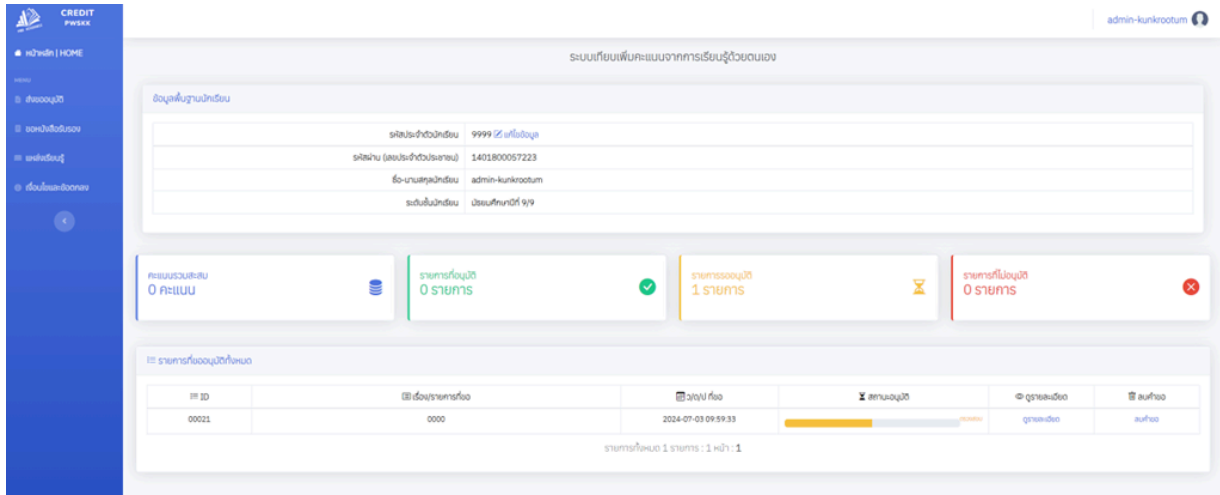 CREDIT
PWSKX
admin-kunkrootum
หน้าหลัก | HOME
MENU
ส่งขออนุมัติ
ขอหนังสือรับรอง
แหล่งเรียนรู้
เงื่อนไขและข้อตกลง
ระบบเทียบเพิ่มคะแนนจากการเรียนรู้ด้วยตนเอง
ข้อมูลพื้นฐานนักเรียน
รหัสประจำตัวนักเรียน 9999 แก้ไขข้อมูล
รหัสผ่าน (เลขประจำตัวประชาชน) 1401800057223
ชื่อ-นามสกุลนักเรียน admin-kunkrootum
ระดับชั้นนักเรียน มัธยมศึกษาปีที่ 9/9
คะแนนรวมสะสม
0 คะแนน
รายการที่อนุมัติ
0 รายการ
รายการรออนุมัติ
1 รายการ
รายการที่ไม่อนุมัติ
0 รายการ
รายการที่ขออนุมัติทั้งหมด
ID เรื่อง/รายการที่ขอ ว/ด/ป ที่ขอ สถานะอนุมัติ ดูรายละเอียด ลบคำขอ
00021 0000 2024-07-03 09:59:33 ดูรายละเอียด ลบคำขอ
รายการทั้งหมด 1 รายการ : 1 หน้า : 1